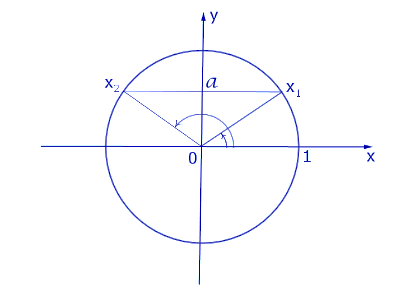 y
x₂ a x₁
0 1 x